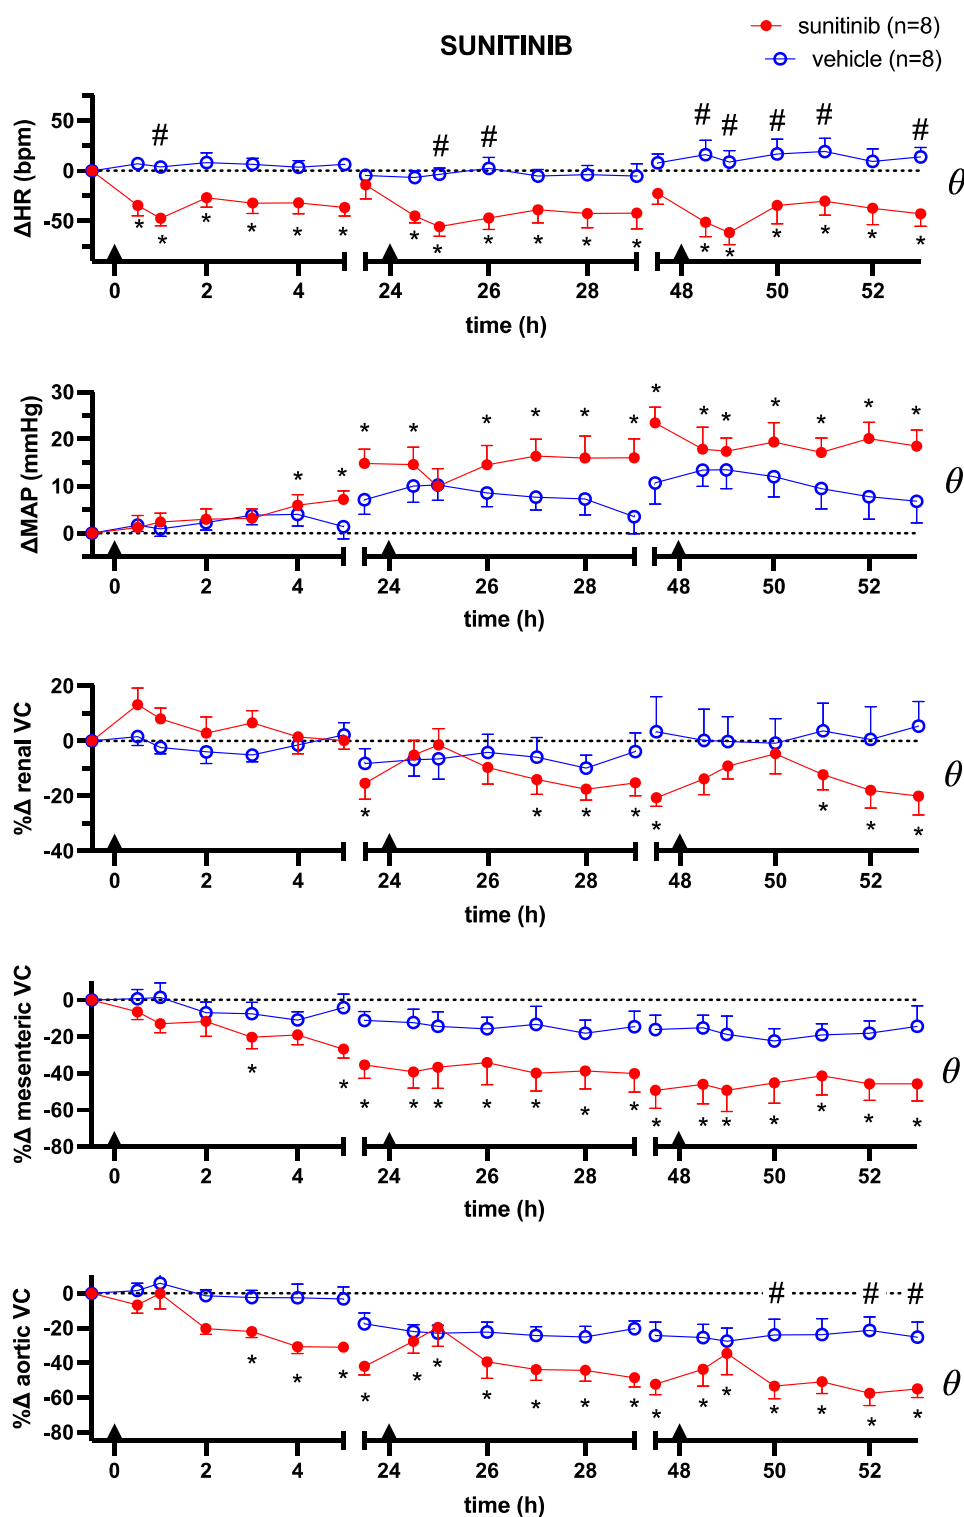 sunitinib (n=8)
SUNITINIB
vehicle (n=8)
ΔHR (bpm)
50
0
-50
# # # # # # # #
* * * * * * * * * * * * * * * * * *
θ
0 2 4 24 26 28 48 50 52
time (h)
ΔMAP (mmHg)
30
20
10
0
* * * * * * * * * * * * * * *
θ
0 2 4 24 26 28 48 50 52
time (h)
%Δ renal VC
20
0
-20
-40
* * * * * * * *
θ
0 2 4 24 26 28 48 50 52
time (h)
%Δ mesenteric VC
0
-20
-40
-60
-80
* * * * * * * * * * * * * * * *
θ
0 2 4 24 26 28 48 50 52
time (h)
%Δ aortic VC
0
-20
-40
-60
-80
# # #
* * * * * * * * * * * * * * * * *
θ
0 2 4 24 26 28 48 50 52
time (h)